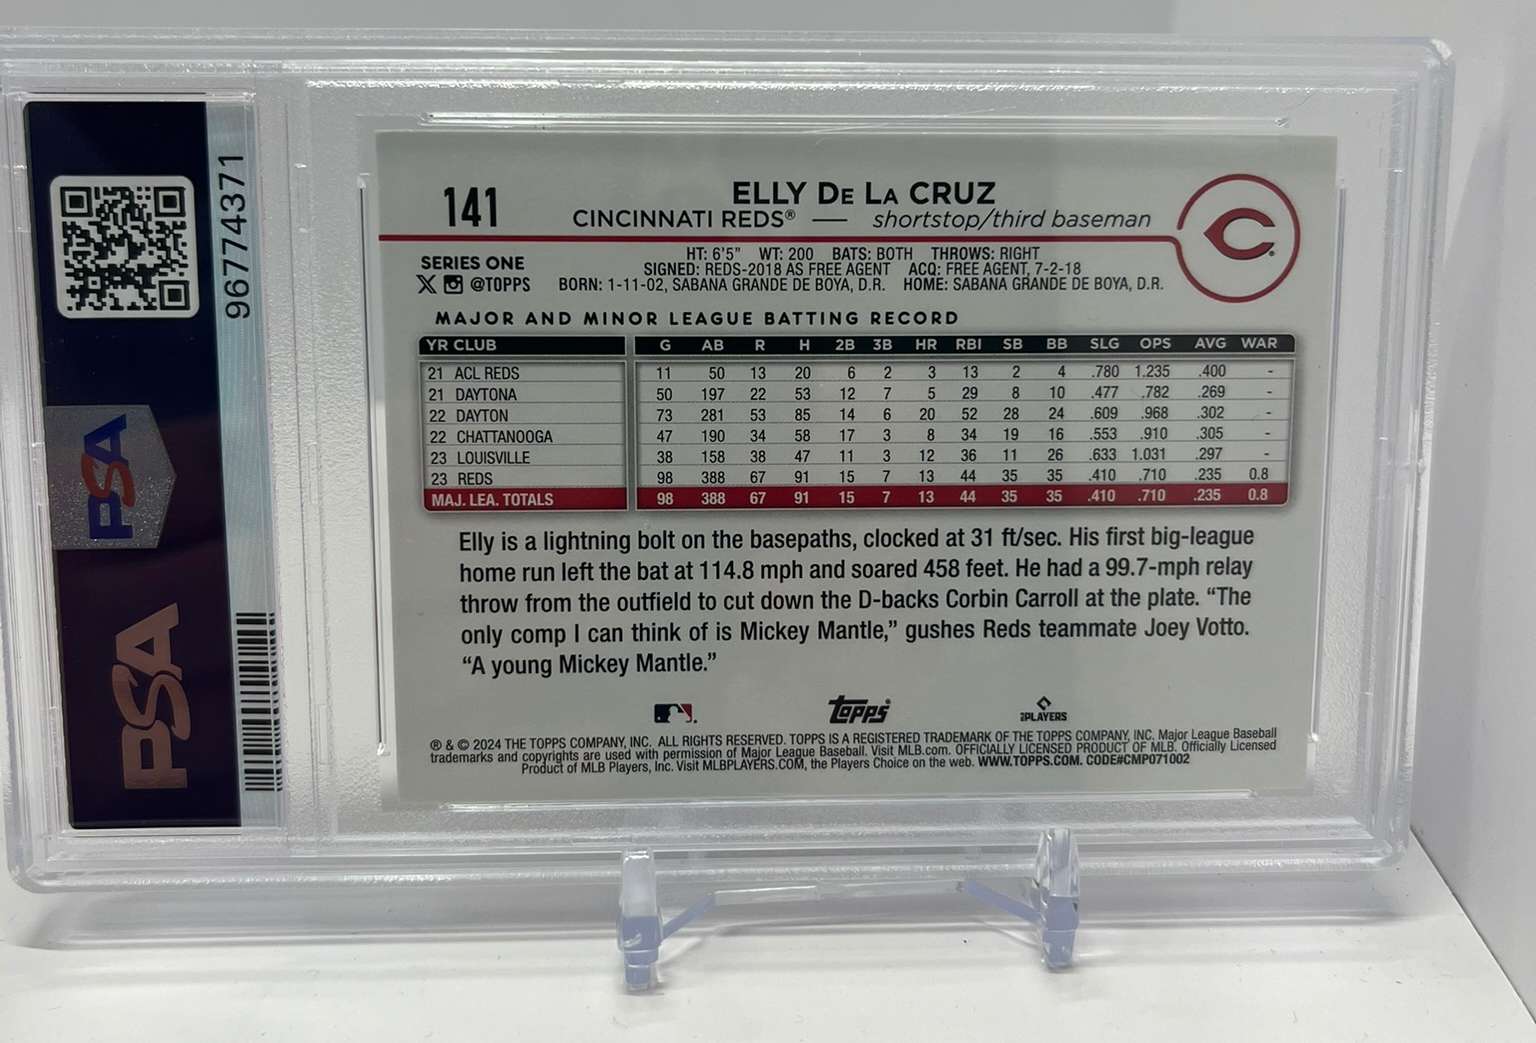 96774371
PSA
PSA
141
ELLY DE LA CRUZ
CINCINNATI REDS® — shortstop/third baseman
C
SERIES ONE
X @TOPPS
HT: 6'5" WT: 200 BATS: BOTH THROWS: RIGHT
SIGNED: REDS-2018 AS FREE AGENT ACQ: FREE AGENT, 7-2-18
BORN: 1-11-02, SABANA GRANDE DE BOYA, D.R. HOME: SABANA GRANDE DE BOYA, D.R.
MAJOR AND MINOR LEAGUE BATTING RECORD
YR CLUB G AB R H 2B 3B HR RBI SB BB SLG OPS AVG WAR
21 ACL REDS 11 50 13 20 6 2 3 13 2 4 .780 1.235 .400 -
21 DAYTONA 50 197 22 53 12 7 5 29 8 10 .477 .782 .269 -
22 DAYTON 73 281 53 85 14 6 20 52 28 24 .609 .968 .302 -
22 CHATTANOOGA 47 190 34 58 17 3 8 34 19 16 .553 .910 .305 -
23 LOUISVILLE 38 158 38 47 11 3 12 36 11 26 .633 1.031 .297 -
23 REDS 98 388 67 91 15 7 13 44 35 35 .410 .710 .235 0.8
MAJ. LEA. TOTALS 98 388 67 91 15 7 13 44 35 35 .410 .710 .235 0.8
Elly is a lightning bolt on the basepaths, clocked at 31 ft/sec. His first big-league
home run left the bat at 114.8 mph and soared 458 feet. He had a 99.7-mph relay
throw from the outfield to cut down the D-backs Corbin Carroll at the plate. “The
only comp I can think of is Mickey Mantle,” gushes Reds teammate Joey Votto.
“A young Mickey Mantle.”
Topps®
PLAYERS
® & © 2024 THE TOPPS COMPANY, INC. ALL RIGHTS RESERVED. TOPPS IS A REGISTERED TRADEMARK OF THE TOPPS COMPANY, INC. Major League Baseball
trademarks and copyrights are used with permission of Major League Baseball. Visit MLB.com. OFFICIALLY LICENSED PRODUCT OF MLB. Officially Licensed
Product of MLB Players, Inc. Visit MLBPLAYERS.COM, the Players Choice on the web. WWW.TOPPS.COM. CODE#CMP071002